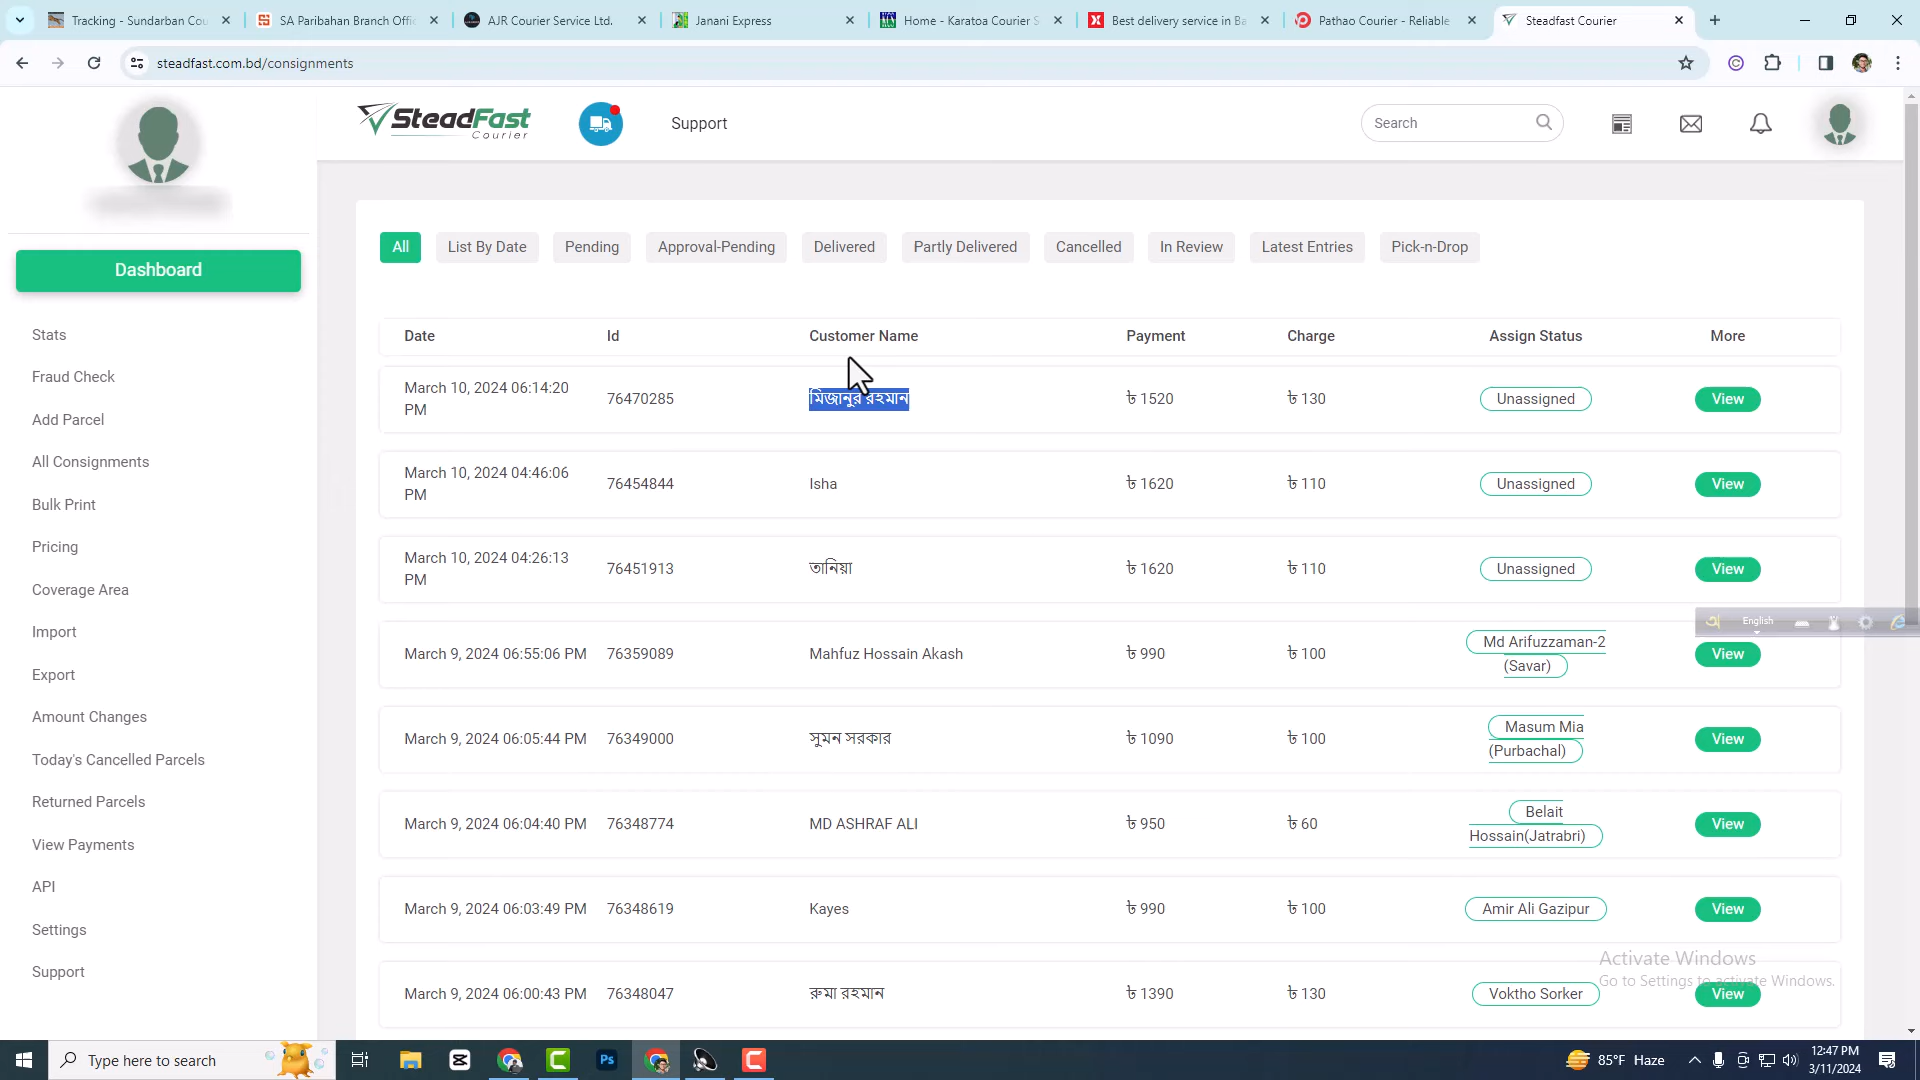 Tracking - Sundarban Cou
SA Paribahan Branch Offic
AJR Courier Service Ltd.
Janani Express
Home - Karatoa Courier S
Best delivery service in Ba
Pathao Courier - Reliable
Steadfast Courier
steadfast.com.bd/consignments
SteadFast
Courier
Support
Search
Dashboard
Stats
Fraud Check
Add Parcel
All Consignments
Bulk Print
Pricing
Coverage Area
Import
Export
Amount Changes
Today's Cancelled Parcels
Returned Parcels
View Payments
API
Settings
Support
All List By Date Pending Approval-Pending Delivered Partly Delivered Cancelled In Review Latest Entries Pick-n-Drop
Date Id Customer Name Payment Charge Assign Status More
March 10, 2024 06:14:20 PM 76470285 মিজানুর রহমান ৳ 1520 ৳ 130 Unassigned View
March 10, 2024 04:46:06 PM 76454844 Isha ৳ 1620 ৳ 110 Unassigned View
March 10, 2024 04:26:13 PM 76451913 তানিয়া ৳ 1620 ৳ 110 Unassigned View
March 9, 2024 06:55:06 PM 76359089 Mahfuz Hossain Akash ৳ 990 ৳ 100 Md Arifuzzaman-2 (Savar) View
March 9, 2024 06:05:44 PM 76349000 সুমন সরকার ৳ 1090 ৳ 100 Masum Mia (Purbachal) View
March 9, 2024 06:04:40 PM 76348774 MD ASHRAF ALI ৳ 950 ৳ 60 Belait Hossain(Jatrabri) View
March 9, 2024 06:03:49 PM 76348619 Kayes ৳ 990 ৳ 100 Amir Ali Gazipur View
March 9, 2024 06:00:43 PM 76348047 রুমা রহমান ৳ 1390 ৳ 130 Voktho Sorker View
অ English
Activate Windows
Go to Settings to activate Windows.
Type here to search
Ps
85°F Haze
12:47 PM
3/11/2024